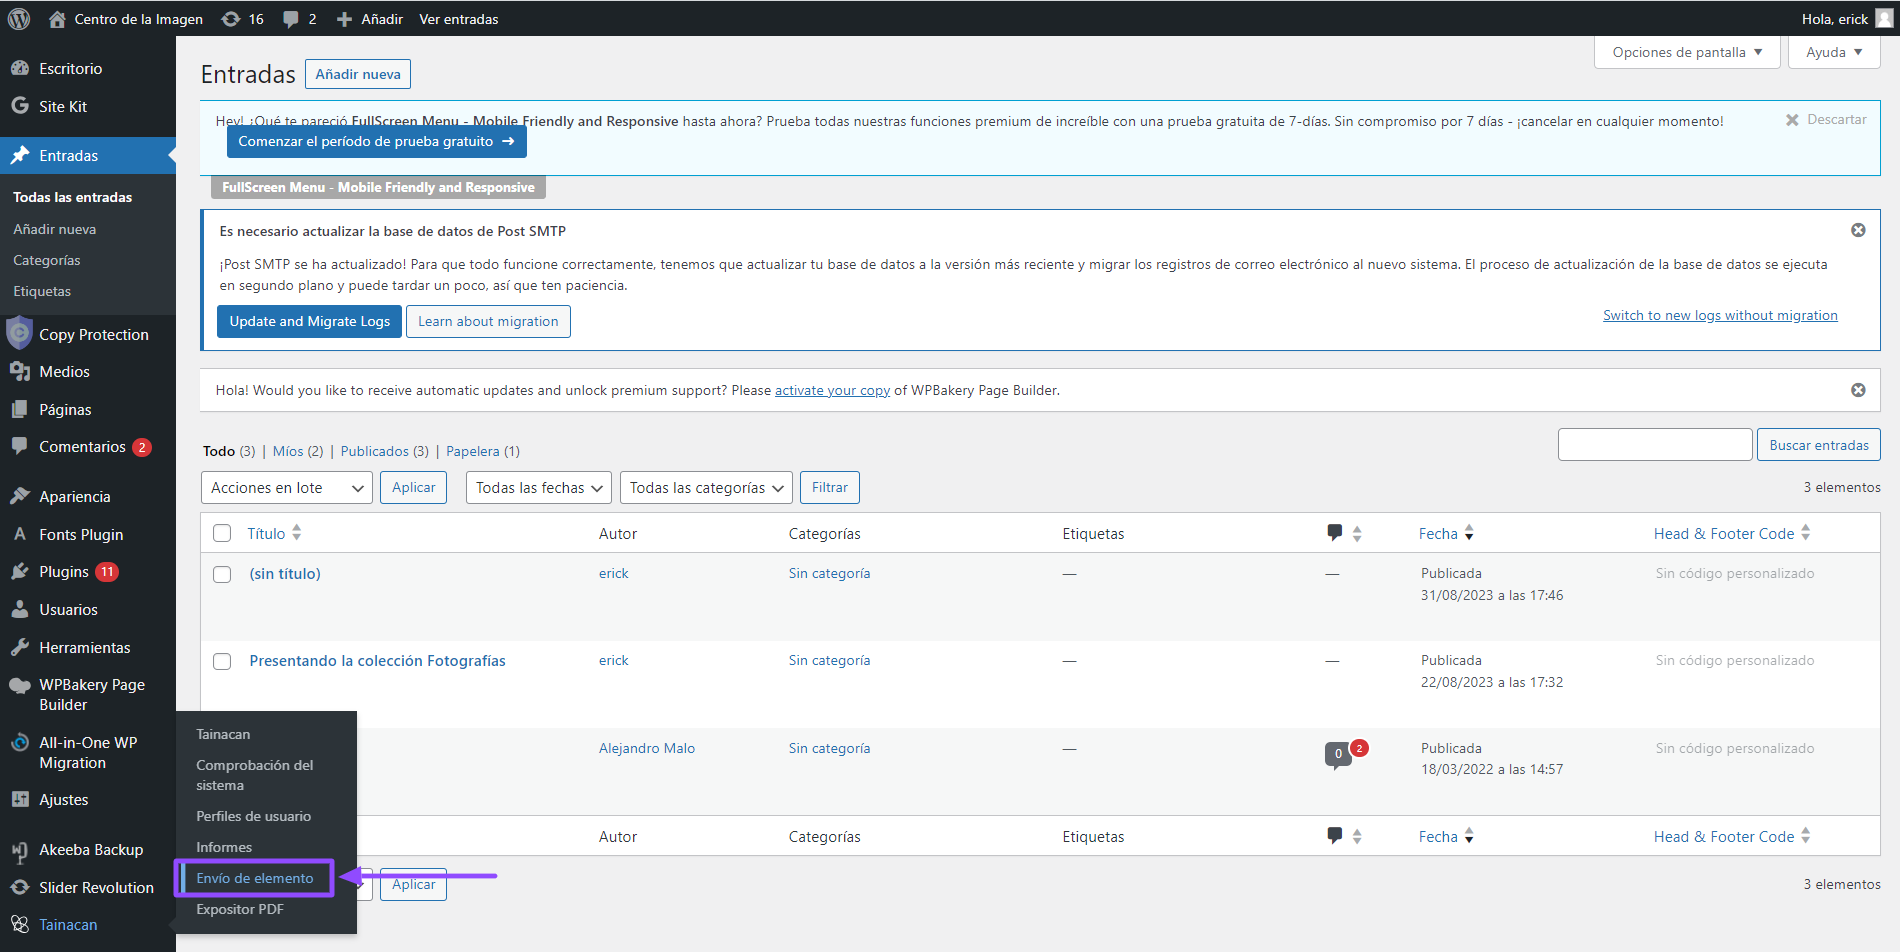 Centro de la Imagen 16 2 Añadir Ver entradas Hola, erick
Escritorio
Site Kit
Entradas
Todas las entradas
Añadir nueva
Categorías
Etiquetas
Copy Protection
Medios
Páginas
Comentarios 2
Apariencia
Fonts Plugin
Plugins 11
Usuarios
Herramientas
WPBakery Page
Builder
All-in-One WP
Migration
Ajustes
Akeeba Backup
Slider Revolution
Tainacan
Tainacan
Comprobación del
sistema
Perfiles de usuario
Informes
Envío de elemento
Expositor PDF
Opciones de pantalla Ayuda
Entradas Añadir nueva
Hey! ¿Qué te pareció FullScreen Menu - Mobile Friendly and Responsive hasta ahora? Prueba todas nuestras funciones premium de increíble con una prueba gratuita de 7-días. Sin compromiso por 7 días - ¡cancelar en cualquier momento! Descartar
Comenzar el período de prueba gratuito →
FullScreen Menu - Mobile Friendly and Responsive
Es necesario actualizar la base de datos de Post SMTP
¡Post SMTP se ha actualizado! Para que todo funcione correctamente, tenemos que actualizar tu base de datos a la versión más reciente y migrar los registros de correo electrónico al nuevo sistema. El proceso de actualización de la base de datos se ejecuta
en segundo plano y puede tardar un poco, así que ten paciencia.
Update and Migrate Logs Learn about migration Switch to new logs without migration
Hola! Would you like to receive automatic updates and unlock premium support? Please activate your copy of WPBakery Page Builder.
Todo (3) | Míos (2) | Publicados (3) | Papelera (1) Buscar entradas
Acciones en lote Aplicar Todas las fechas Todas las categorías Filtrar 3 elementos
Título Autor Categorías Etiquetas Fecha Head & Footer Code
(sin título) erick Sin categoría — — Publicada Sin código personalizado
31/08/2023 a las 17:46
Presentando la colección Fotografías erick Sin categoría — — Publicada Sin código personalizado
22/08/2023 a las 17:32
Alejandro Malo Sin categoría — 0 2 Publicada Sin código personalizado
18/03/2022 a las 14:57
Autor Categorías Etiquetas Fecha Head & Footer Code
Aplicar 3 elementos